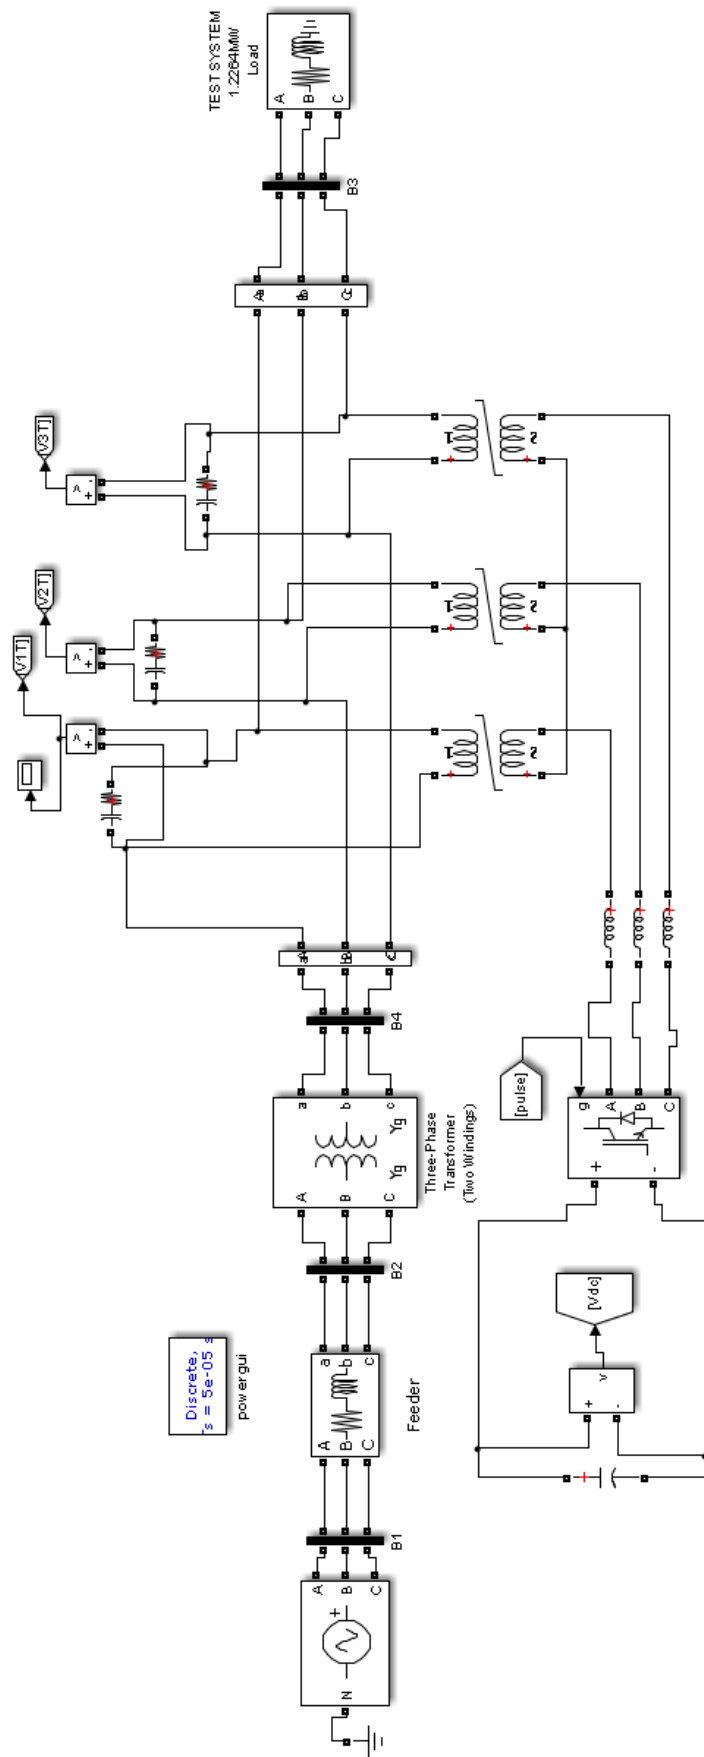 TEST SYSTEM
1.2264MW
Load
A
B
C
B3
[V3T]
[V2T]
[V1T]
v
+
-
v
+
-
v
+
-
1
2
1
2
1
2
B4
a
b
c
A
B
C
Yg
Yg
Three-Phase
Transformer
(Two Windings)
B2
Discrete,
s = 5e-05 s
powergui
a
b
c
A
B
C
Feeder
B1
A
B
C
N
+
[pulse]
g
A
B
C
+
-
[Vdc]
v
+
-
+